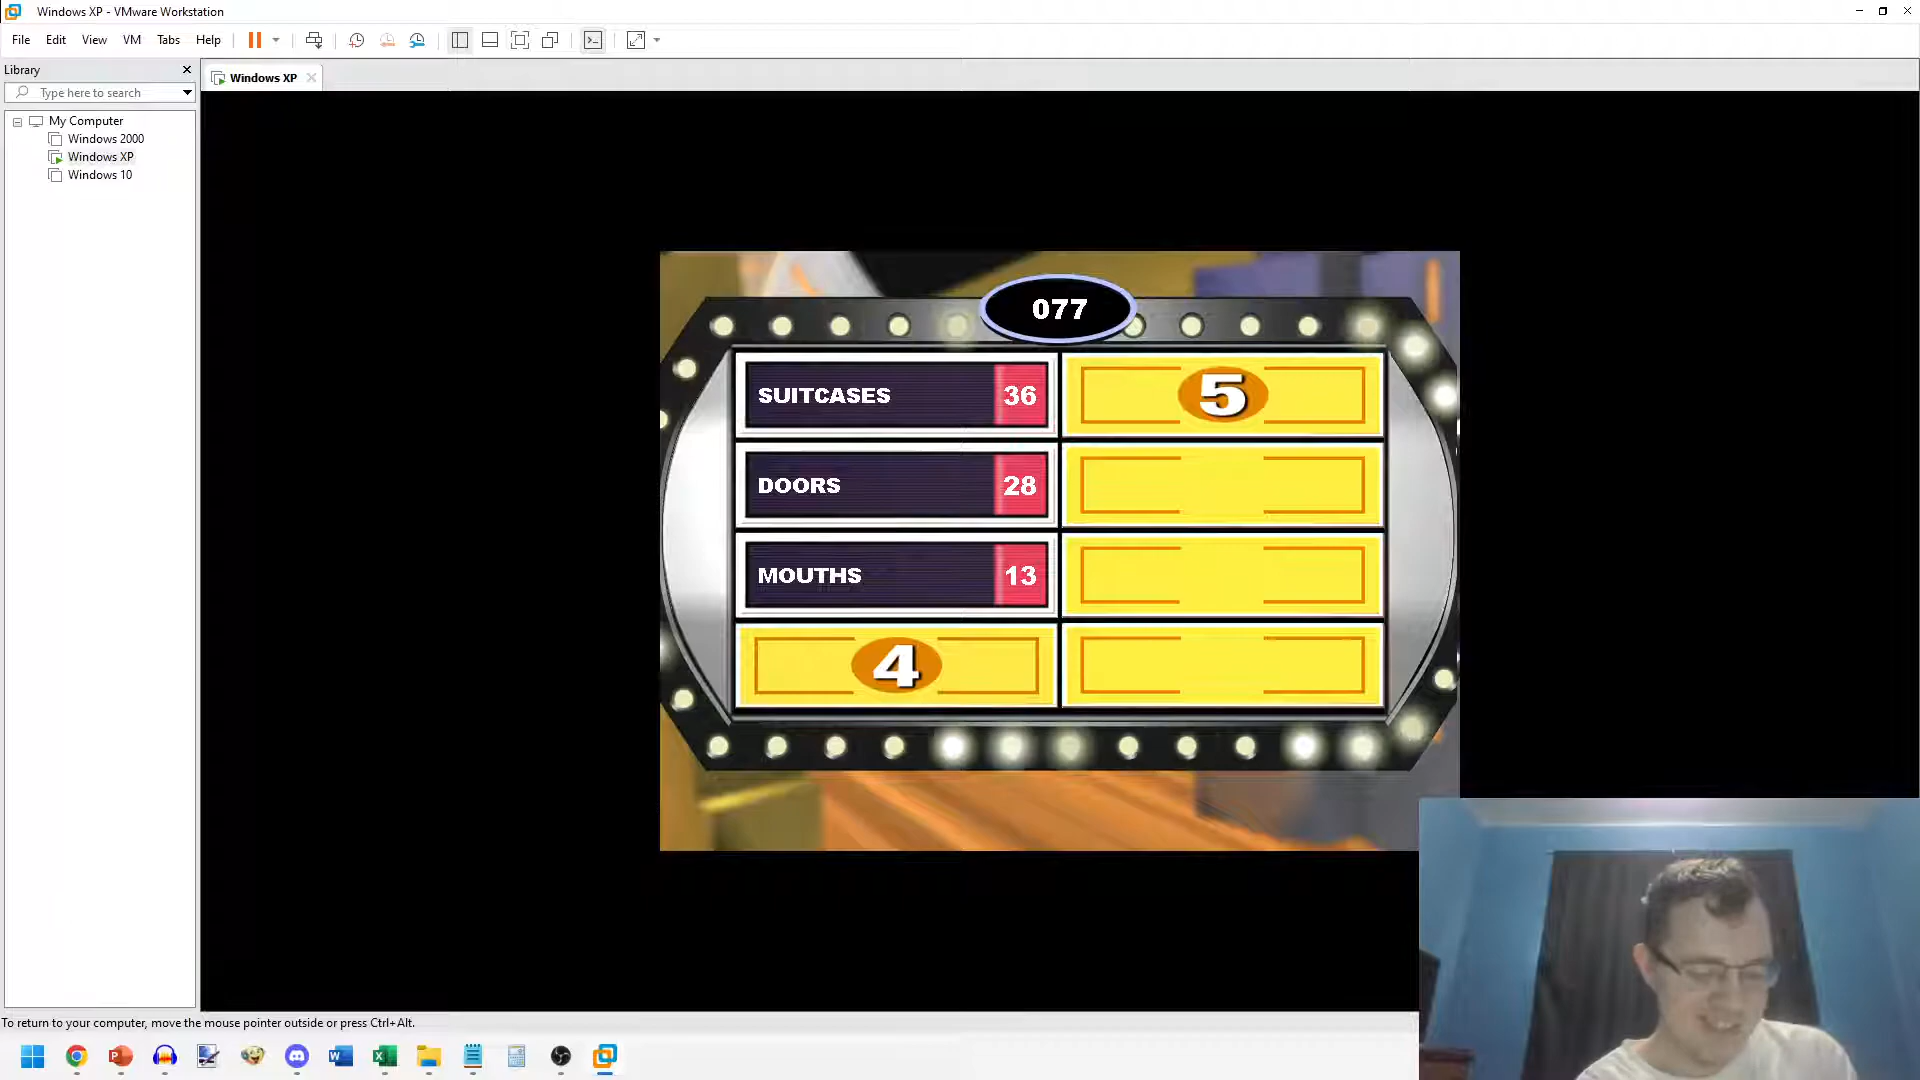 Windows XP - VMware Workstation
File Edit View VM Tabs Help
Library
Type here to search
My Computer
Windows 2000
Windows XP
Windows 10
Windows XP
077
SUITCASES 36
DOORS 28
MOUTHS 13
4
5
To return to your computer, move the mouse pointer outside or press Ctrl+Alt.